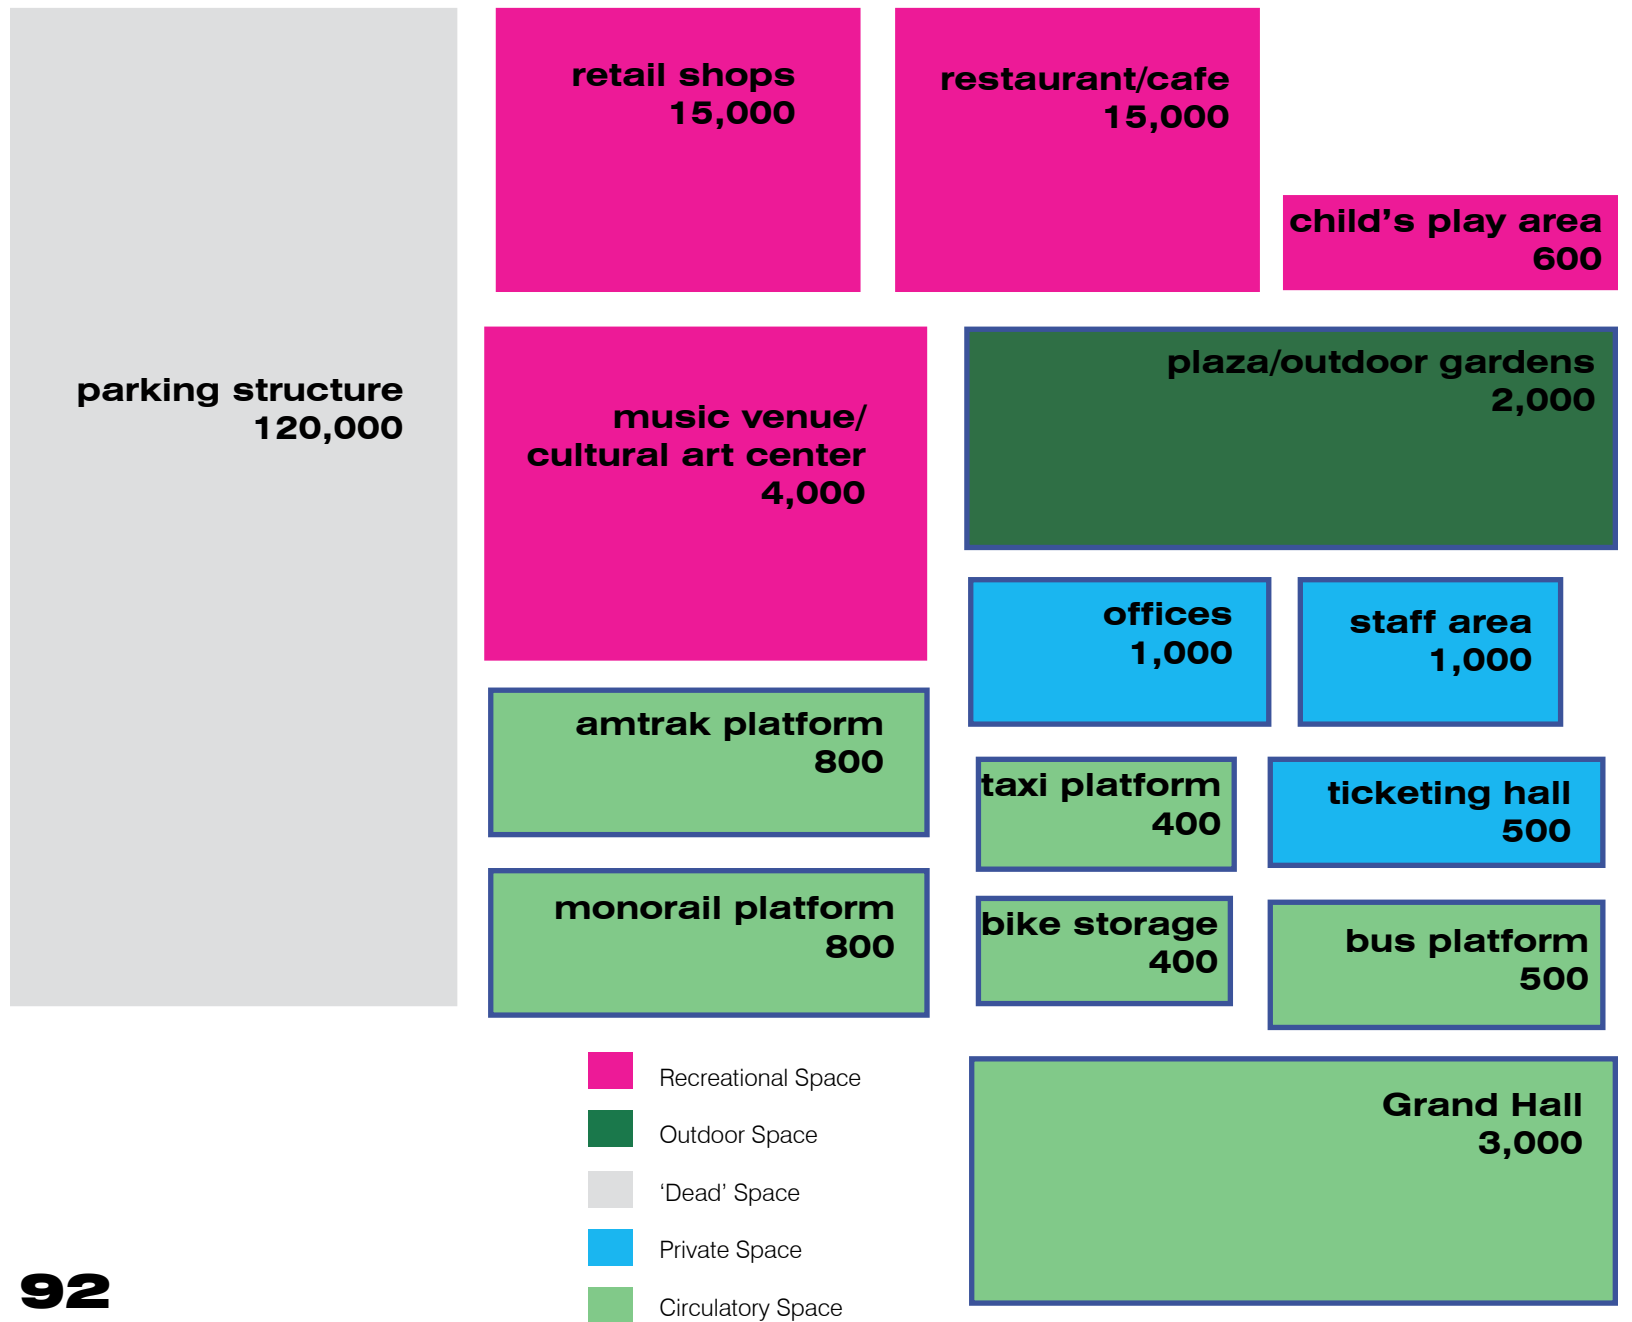 retail shops
15,000
restaurant/cafe
15,000
child’s play area
600
parking structure
120,000
music venue/
cultural art center
4,000
plaza/outdoor gardens
2,000
offices
1,000
staff area
1,000
amtrak platform
800
taxi platform
400
ticketing hall
500
monorail platform
800
bike storage
400
bus platform
500
Grand Hall
3,000
Recreational Space
Outdoor Space
‘Dead’ Space
Private Space
Circulatory Space
92